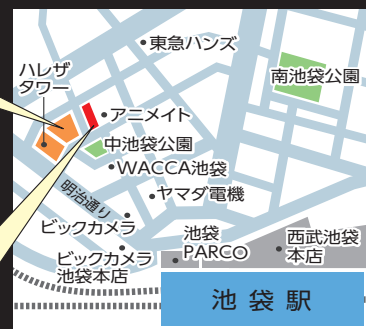 東急ハンズ
ハレザ
タワー
南池袋公園
アニメイト
中池袋公園
WACCA池袋
明治通り
ヤマダ電機
ビックカメラ
池袋
PARCO
西武池袋
本店
ビックカメラ
池袋本店
池袋駅